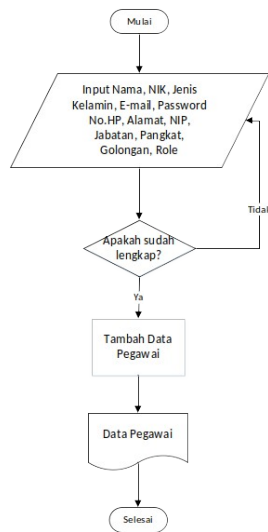 Mulai
Input Nama, NIK, Jenis
Kelamin, E-mail, Password
No.HP, Alamat, NIP,
Jabatan, Pangkat,
Golongan, Role
Tidak
Apakah sudah
lengkap?
Ya
Tambah Data
Pegawai
Data Pegawai
Selesai